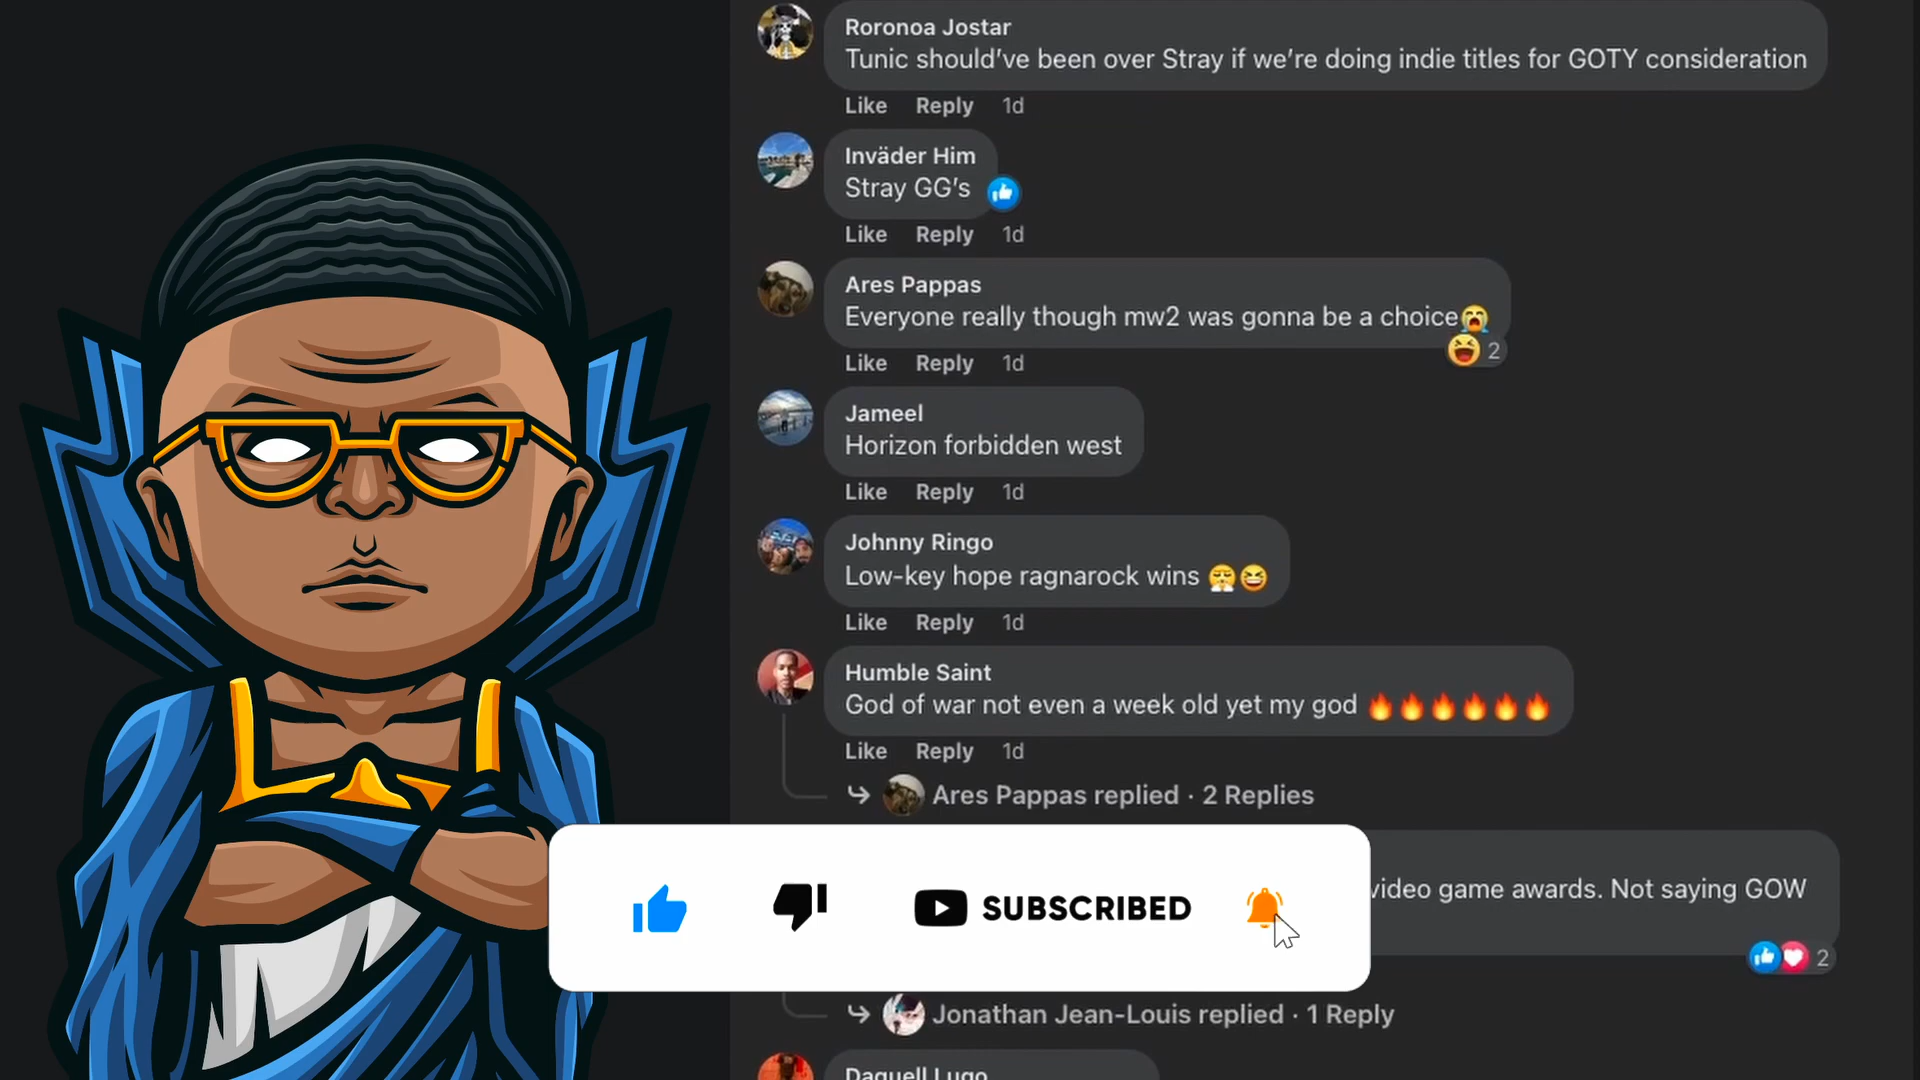 Roronoa Jostar
Tunic should've been over Stray if we're doing indie titles for GOTY consideration
Like Reply 1d
Inväder Him
Stray GG's
Like Reply 1d
Ares Pappas
Everyone really though mw2 was gonna be a choice😭
😆 2
Like Reply 1d
Jameel
Horizon forbidden west
Like Reply 1d
Johnny Ringo
Low-key hope ragnarock wins 😤😆
Like Reply 1d
Humble Saint
God of war not even a week old yet my god 🔥🔥🔥🔥🔥🔥
Like Reply 1d
Ares Pappas replied · 2 Replies
video game awards. Not saying GOW
SUBSCRIBED
2
Jonathan Jean-Louis replied · 1 Reply
Daquell Lugo